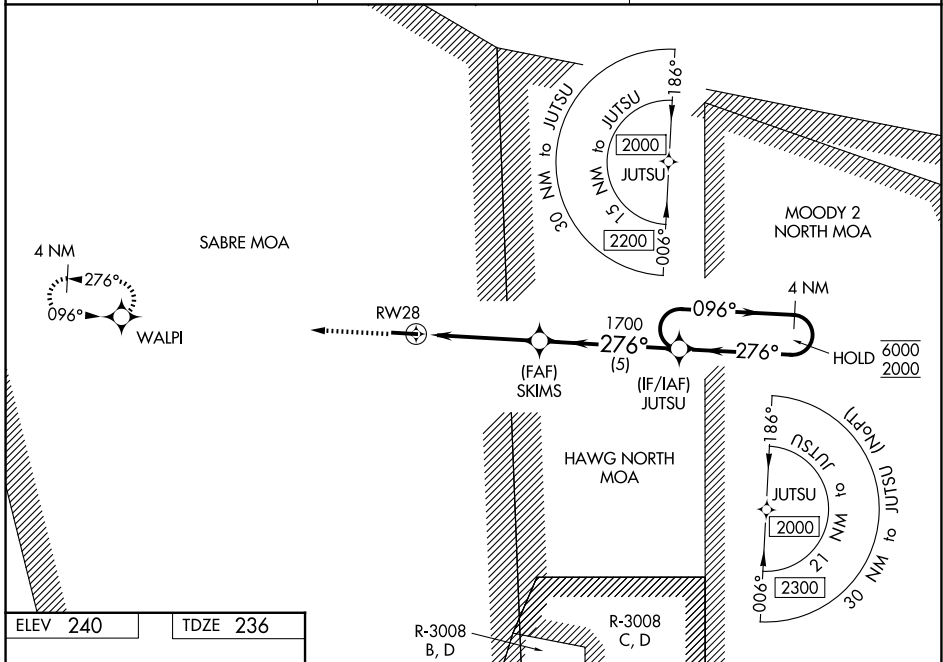 30 NM to JUTSU
15 NM to JUTSU
186°
2000
JUTSU
2200
006°
MOODY 2
NORTH MOA
SABRE MOA
4 NM
276°
096°
WALPI
RW28
1700
276°
(5)
(FAF)
SKIMS
(IF/IAF)
JUTSU
096°
4 NM
276°
HOLD
6000
2000
HAWG NORTH
MOA
186°
JUTSU
2000
2300
006°
21 NM to JUTSU
30 NM to JUTSU (NoPT)
ELEV 240
TDZE 236
R-3008
B, D
R-3008
C, D